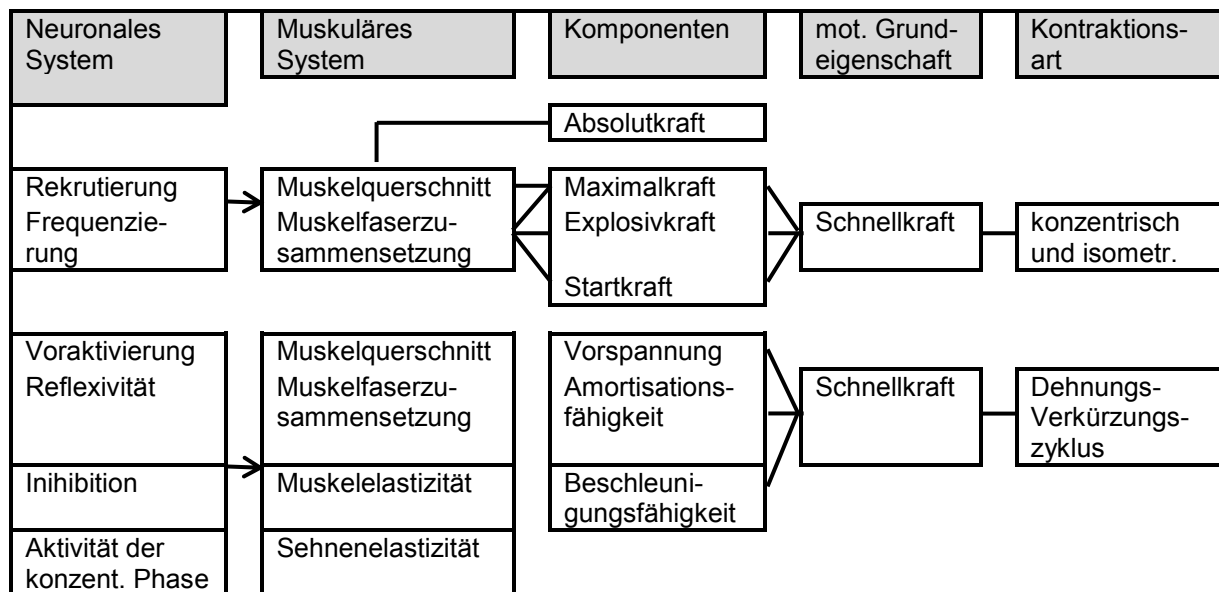 Neuronales
System
Muskuläres
System
Komponenten
mot. Grund-
eigenschaft
Kontraktions-
art
Absolutkraft
Rekrutierung
Frequenzie-
rung
Muskelquerschnitt
Muskelfaserzu-
sammensetzung
Maximalkraft
Explosivkraft
Startkraft
Schnellkraft
konzentrisch
und isometr.
Voraktivierung
Reflexivität
Inihibition
Aktivität der
konzent. Phase
Muskelquerschnitt
Muskelfaserzu-
sammensetzung
Muskelelastizität
Sehnenelastizität
Vorspannung
Amortisations-
fähigkeit
Beschleuni-
gungsfähigkeit
Schnellkraft
Dehnungs-
Verkürzungs-
zyklus